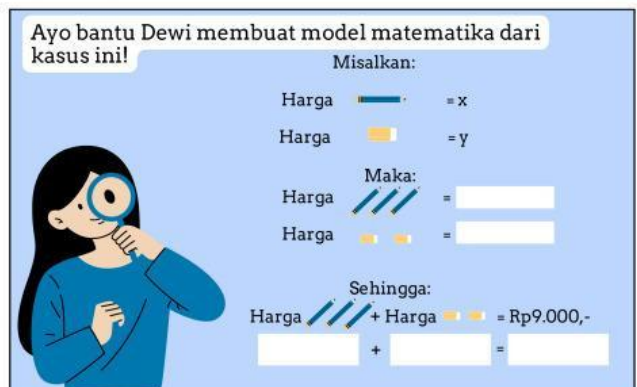 Ayo bantu Dewi membuat model matematika dari
kasus ini!
Misalkan:
Harga = x
Harga = y
Maka:
Harga =
Harga =
Sehingga:
Harga + Harga = Rp9.000,-
+ =